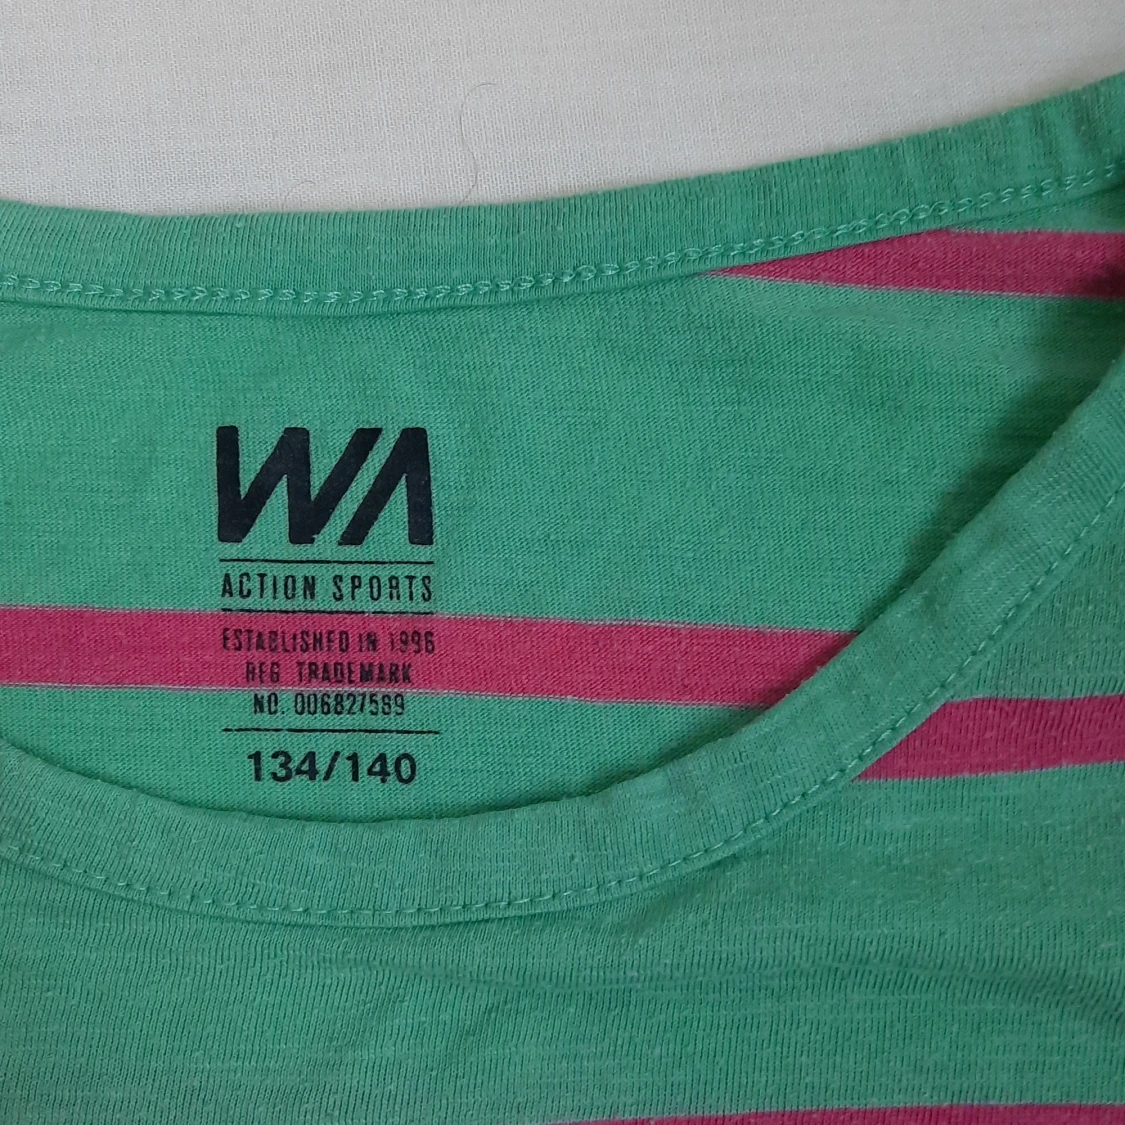 WA
ACTION SPORTS
ESTABLISHED IN 1996
REG TRADEMARK
NO. 006827589
134/140